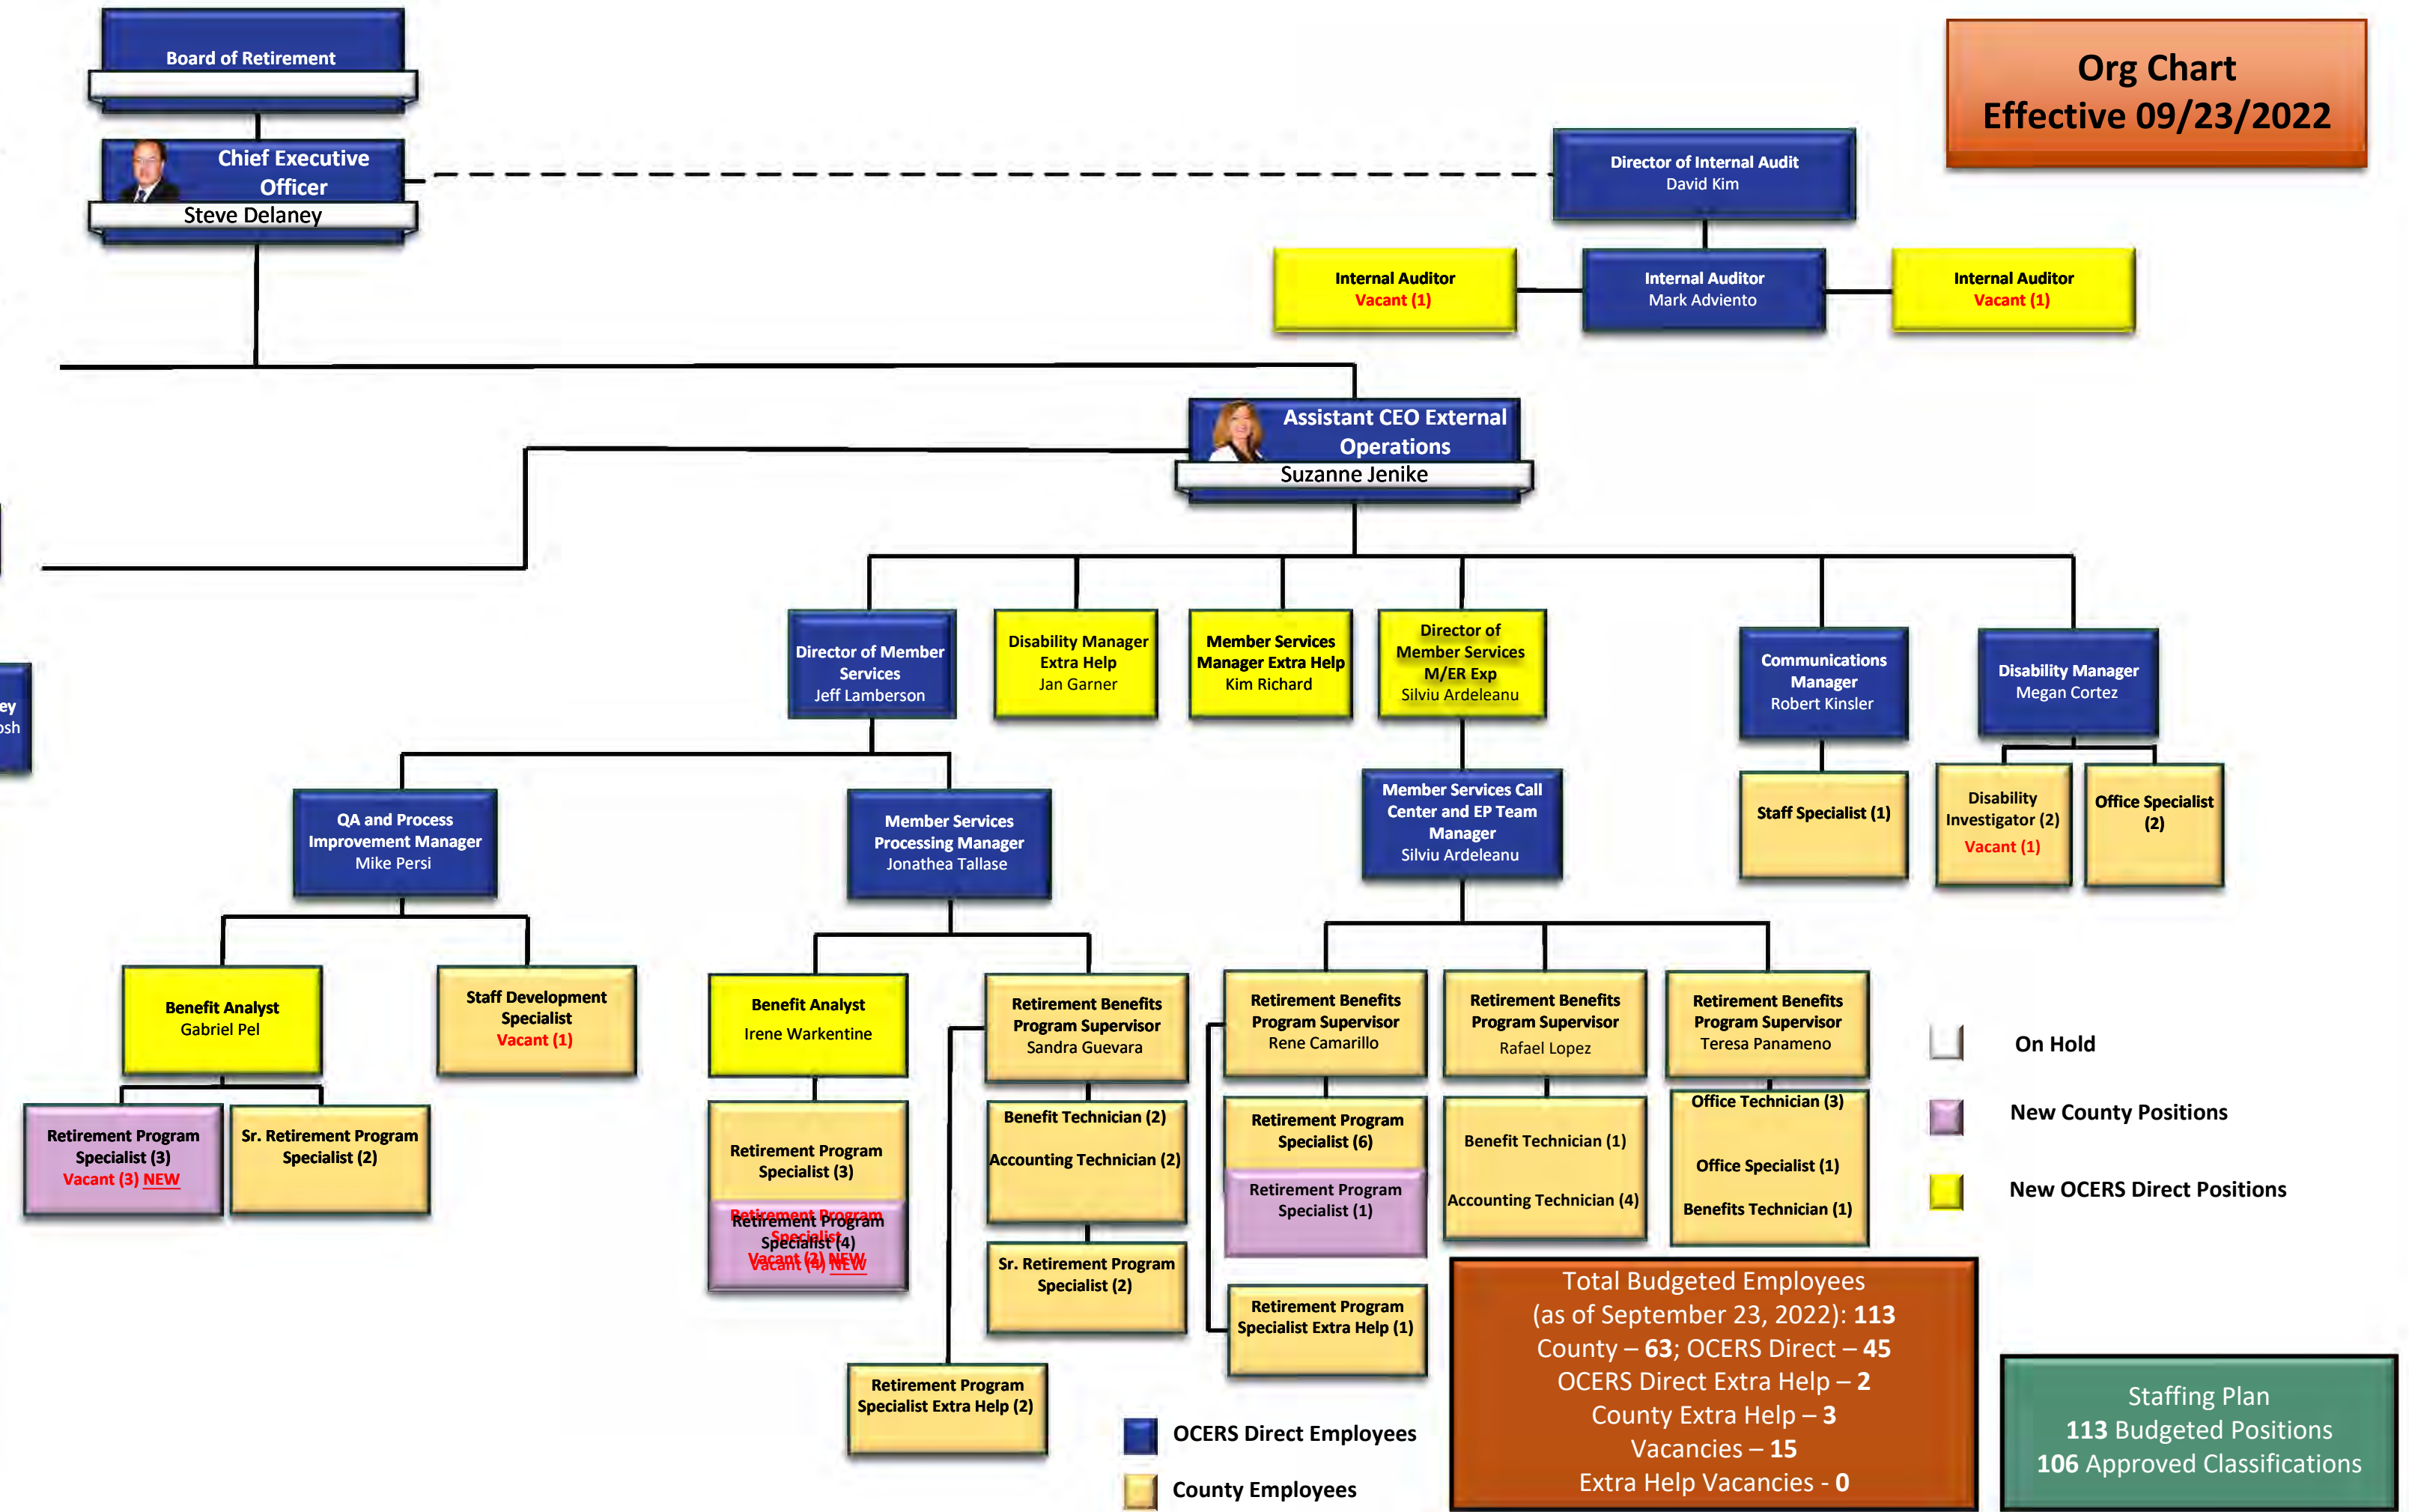 Board of Retirement
Org Chart
Effective 09/23/2022
Chief Executive
Officer
Steve Delaney
Director of Internal Audit
David Kim
Internal Auditor
Vacant (1)
Internal Auditor
Mark Adviento
Internal Auditor
Vacant (1)
Assistant CEO External
Operations
Suzanne Jenike
ey
osh
Director of Member
Services
Jeff Lamberson
Disability Manager
Extra Help
Jan Garner
Member Services
Manager Extra Help
Kim Richard
Director of
Member Services
M/ER Exp
Silviu Ardeleanu
Communications
Manager
Robert Kinsler
Disability Manager
Megan Cortez
QA and Process
Improvement Manager
Mike Persi
Member Services
Processing Manager
Jonathea Tallase
Member Services Call
Center and EP Team
Manager
Silviu Ardeleanu
Staff Specialist (1)
Disability
Investigator (2)
Vacant (1)
Office Specialist
(2)
Benefit Analyst
Gabriel Pel
Staff Development
Specialist
Vacant (1)
Benefit Analyst
Irene Warkentine
Retirement Benefits
Program Supervisor
Sandra Guevara
Retirement Benefits
Program Supervisor
Rene Camarillo
Retirement Benefits
Program Supervisor
Rafael Lopez
Retirement Benefits
Program Supervisor
Teresa Panameno
Retirement Program
Specialist (3)
Vacant (3) NEW
Sr. Retirement Program
Specialist (2)
Retirement Program
Specialist (3)
Retirement Program
Specialist
Vacant (2) NEW
Retirement Program
Specialist (4)
Vacant (4) NEW
Benefit Technician (2)
Accounting Technician (2)
Sr. Retirement Program
Specialist (2)
Retirement Program
Specialist Extra Help (2)
Retirement Program
Specialist (6)
Retirement Program
Specialist (1)
Retirement Program
Specialist Extra Help (1)
Benefit Technician (1)
Accounting Technician (4)
Office Technician (3)
Office Specialist (1)
Benefits Technician (1)
On Hold
New County Positions
New OCERS Direct Positions
OCERS Direct Employees
County Employees
Total Budgeted Employees
(as of September 23, 2022): 113
County – 63; OCERS Direct – 45
OCERS Direct Extra Help – 2
County Extra Help – 3
Vacancies – 15
Extra Help Vacancies - 0
Staffing Plan
113 Budgeted Positions
106 Approved Classifications